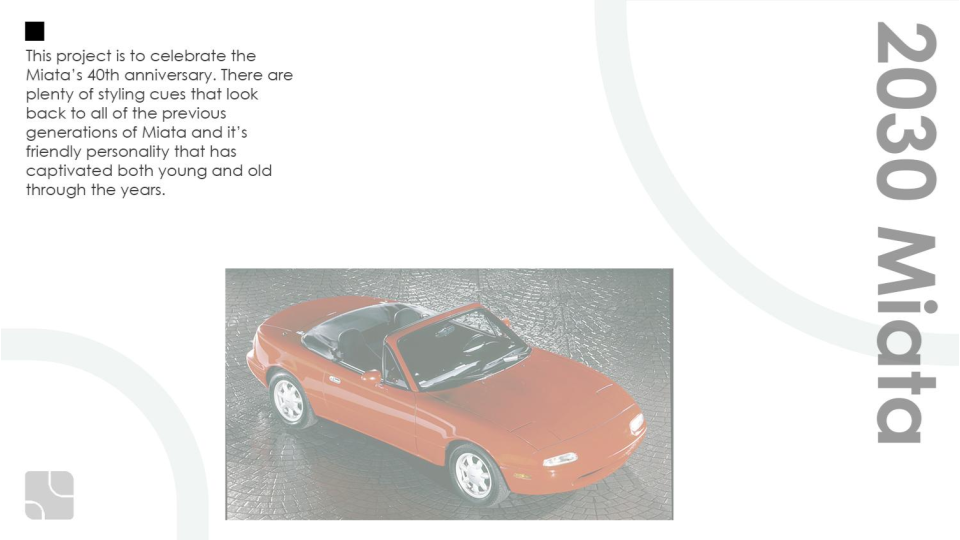 This project is to celebrate the
Miata's 40th anniversary. There are
plenty of styling cues that look
back to all of the previous
generations of Miata and it's
friendly personality that has
captivated both young and old
through the years.
2030 Miata